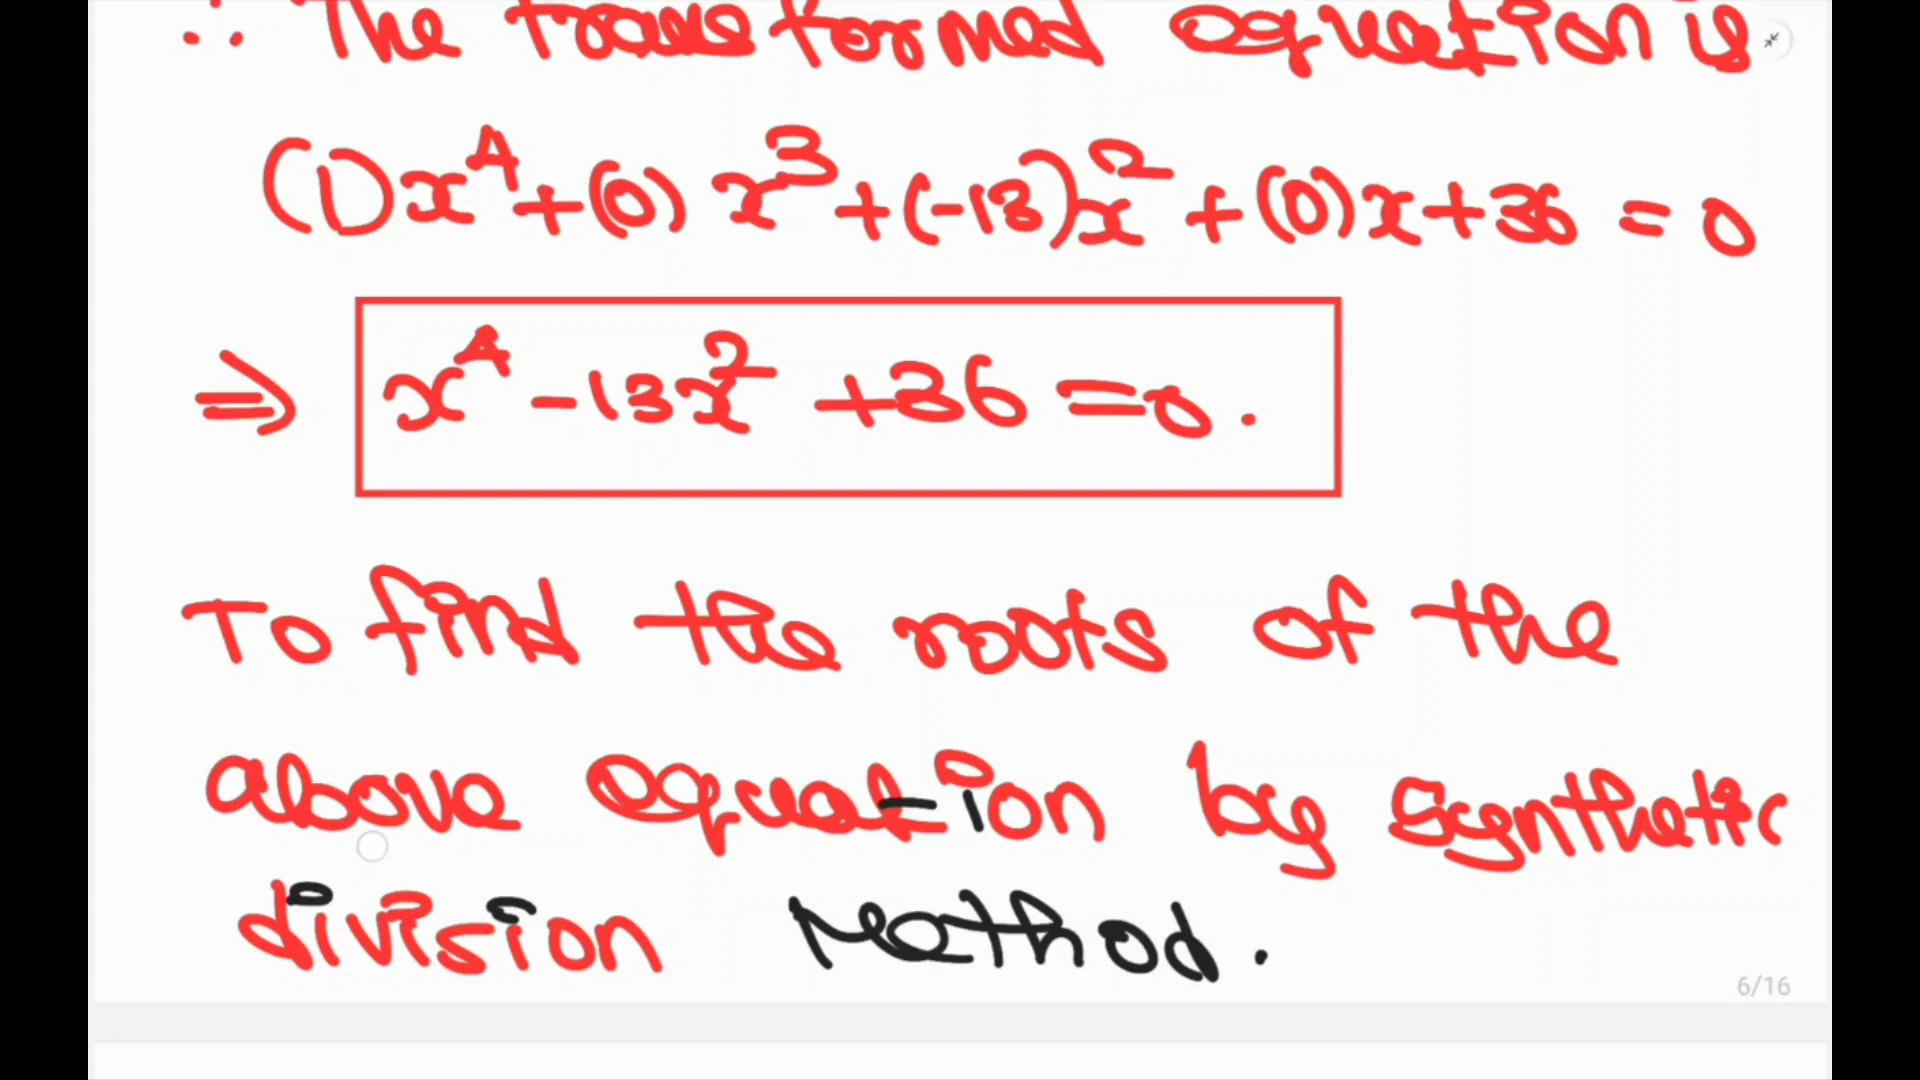 ∴ The transformed equation is
(1)x⁴+(0)x³+(-13)x²+(0)x+36=0
⇒ x⁴-13x²+36=0.
To find the roots of the
above equation by synthetic
division Method.
6/16